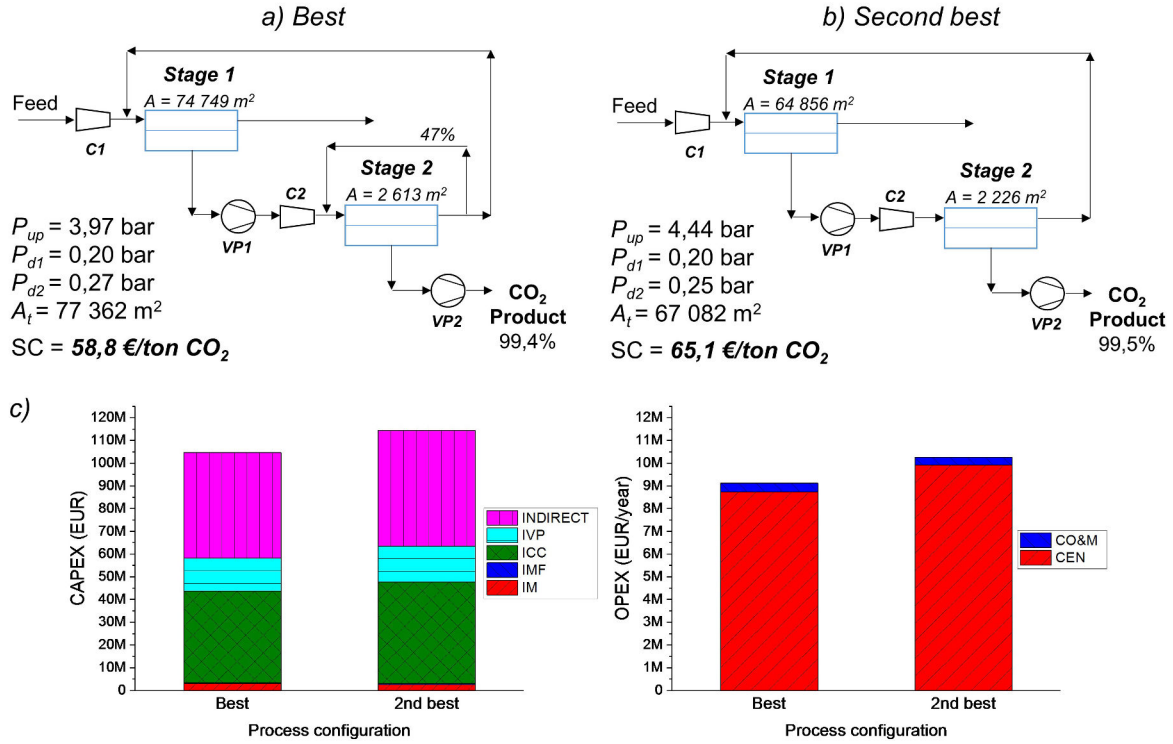 a) Best
Stage 1
A = 74 749 m²
Feed
C1
47%
Stage 2
C2
A = 2 613 m²
VP1
P_up = 3,97 bar
P_d1 = 0,20 bar
P_d2 = 0,27 bar
A_t = 77 362 m²
SC = 58,8 €/ton CO₂
VP2
CO₂
Product
99,4%
b) Second best
Stage 1
A = 64 856 m²
Feed
C1
Stage 2
C2
A = 2 226 m²
VP1
P_up = 4,44 bar
P_d1 = 0,20 bar
P_d2 = 0,25 bar
A_t = 67 082 m²
SC = 65,1 €/ton CO₂
VP2
CO₂
Product
99,5%
c)
CAPEX (EUR)
120M
110M
100M
90M
80M
70M
60M
50M
40M
30M
20M
10M
0
INDIRECT
IVP
ICC
IMF
IM
Best
2nd best
Process configuration
OPEX (EUR/year)
12M
11M
10M
9M
8M
7M
6M
5M
4M
3M
2M
1M
0
CO&M
CEN
Best
2nd best
Process configuration